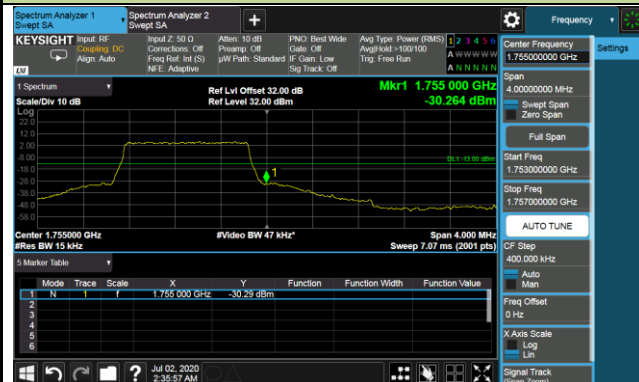 Spectrum Analyzer 1
Swept SA
Spectrum Analyzer 2
Swept SA
+
Frequency
KEYSIGHT
Input: RF
Coupling: DC
Align: Auto
Input Z: 50 Ω
Corrections: Off
Freq Ref: Int (S)
NFE: Adaptive
Atten: 10 dB
Preamp: Off
µW Path: Standard
PNO: Best Wide
Gate: Off
IF Gain: Low
Sig Track: Off
Avg Type: Power (RMS)
Avg|Hold:>100/100
Trig: Free Run
1 2 3 4 5 6
A W W W W W
A N N N N N
LXI
1 Spectrum
Scale/Div 10 dB
Ref Lvl Offset 32.00 dB
Ref Level 32.00 dBm
Mkr1 1.755 000 GHz
-30.264 dBm
Log
22.0
12.0
2.00
-8.00
-18.0
-28.0
-38.0
-48.0
-58.0
DL1 -13.00 dBm
1
Center 1.755000 GHz
#Res BW 15 kHz
#Video BW 47 kHz*
Span 4.000 MHz
Sweep 7.07 ms (2001 pts)
5 Marker Table
Mode Trace Scale X Y Function Function Width Function Value
1 N 1 f 1.755 000 GHz -30.29 dBm
2
3
4
5
6
Jul 02, 2020
2:35:57 AM
Center Frequency
1.755000000 GHz
Settings
Span
4.00000000 MHz
Swept Span
Zero Span
Full Span
Start Freq
1.753000000 GHz
Stop Freq
1.757000000 GHz
AUTO TUNE
CF Step
400.000 kHz
Auto
Man
Freq Offset
0 Hz
X Axis Scale
Log
Lin
Signal Track
(Span Zoom)